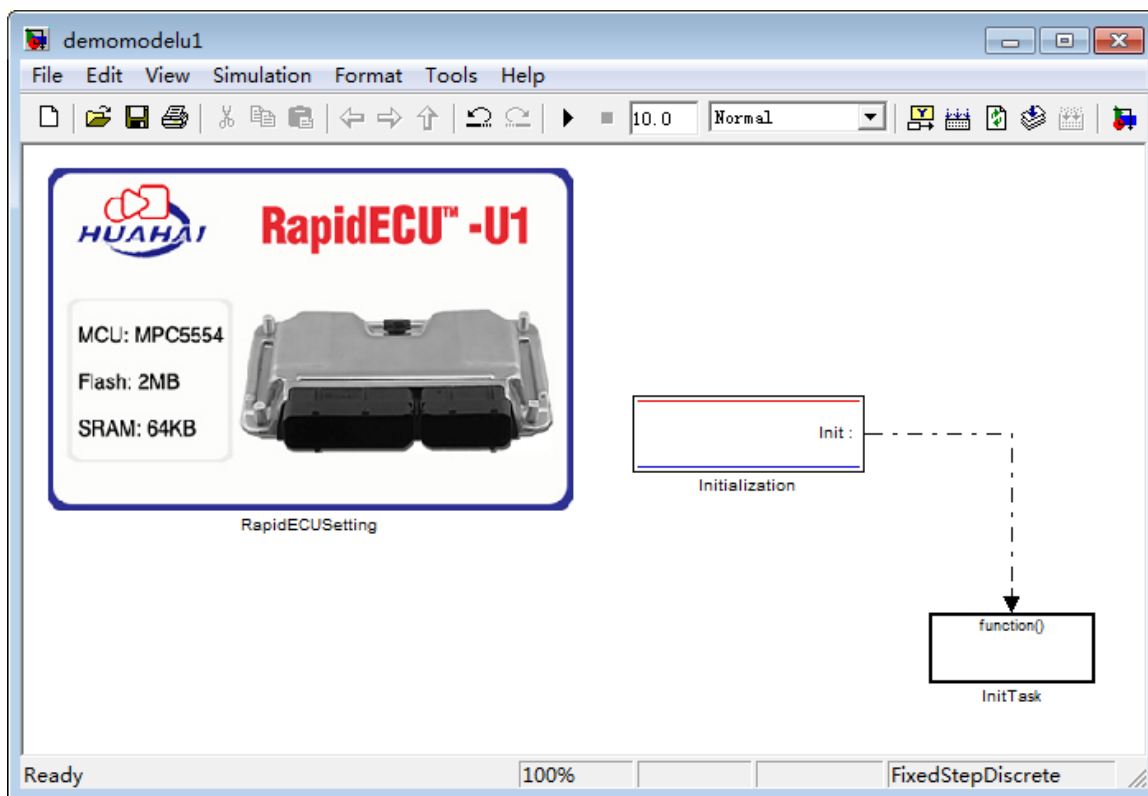 demomodelu1
File Edit View Simulation Format Tools Help
10.0 Normal
HUAHAI
RapidECU™ -U1
MCU: MPC5554
Flash: 2MB
SRAM: 64KB
RapidECUSetting
Init :
Initialization
function()
InitTask
Ready 100% FixedStepDiscrete